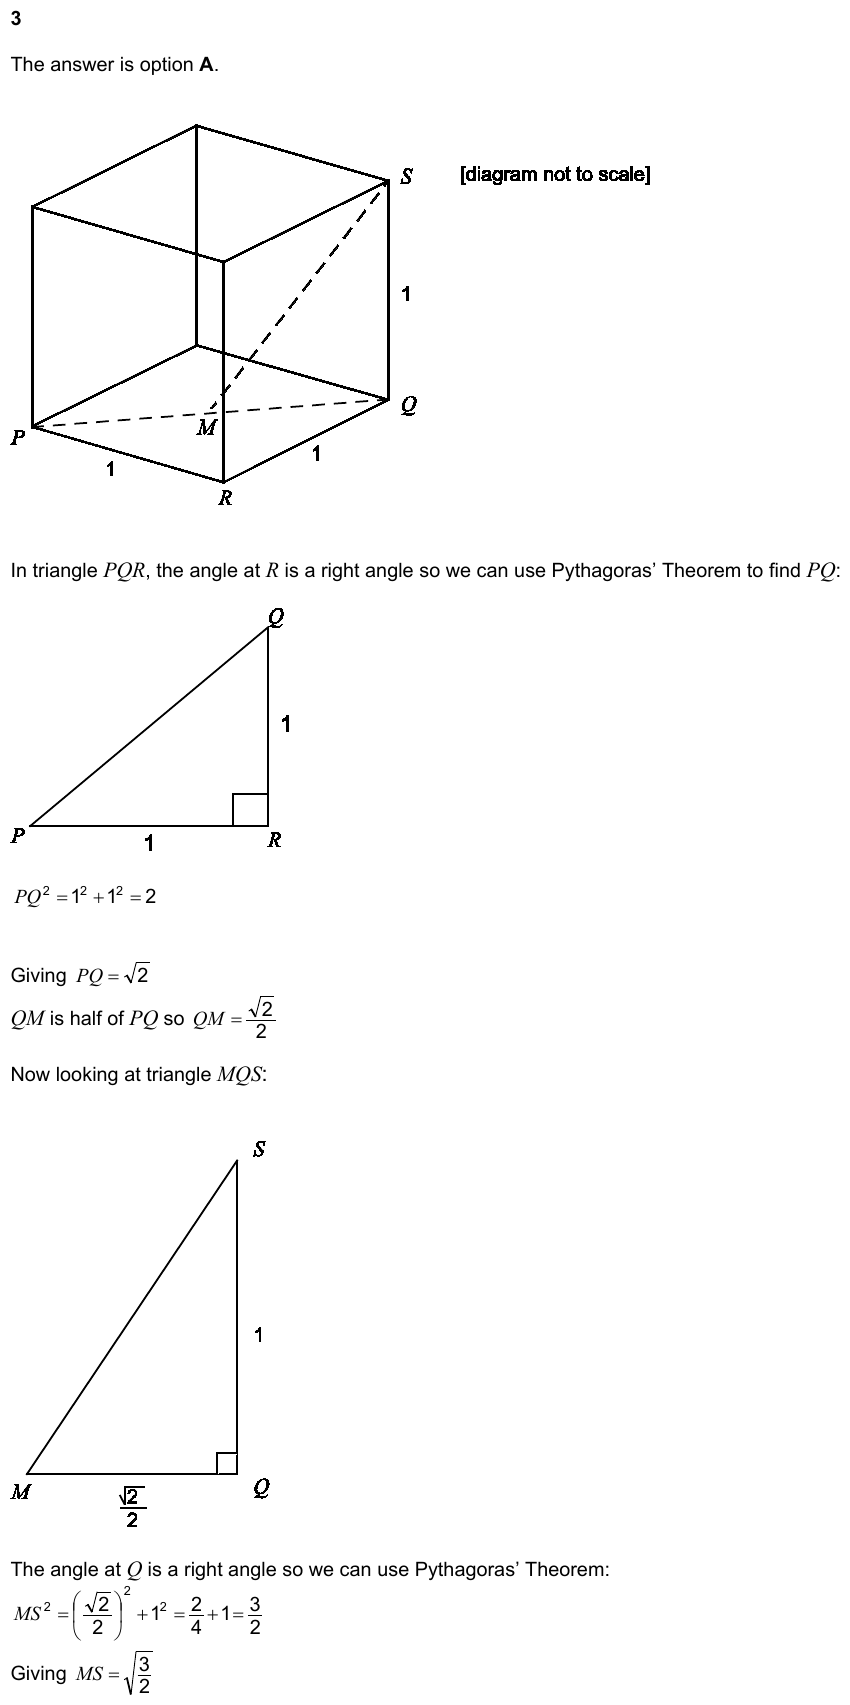 3
The answer is option A.
S [diagram not to scale]
1
Q
P M
1 1
R
In triangle PQR, the angle at R is a right angle so we can use Pythagoras’ Theorem to find PQ:
Q
1
P 1 R
PQ² = 1² + 1² = 2
Giving PQ = √2
QM is half of PQ so QM = √2/2
Now looking at triangle MQS:
S
1
M √2/2 Q
The angle at Q is a right angle so we can use Pythagoras’ Theorem:
MS² = (√2/2)² + 1² = 2/4 + 1 = 3/2
Giving MS = √(3/2)